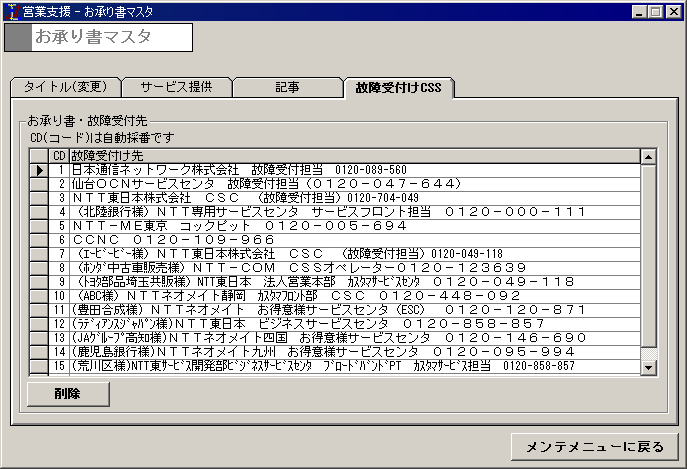 営業支援 - お承り書マスタ
お承り書マスタ
タイトル(変更) サービス提供 記事 故障受付けCSS
お承り書・故障受付先
CD(コード)は自動採番です
CD 故障受付け先
1 日本通信ネットワーク株式会社　故障受付担当　0120-089-560
2 仙台OCNサービスセンタ　故障受付担当（０１２０－０４７－６４４）
3 ＮＴＴ東日本株式会社　ＣＳＣ　（故障受付担当）0120-704-049
4 （北陸銀行様）ＮＴＴ専用サービスセンタ　サービスフロント担当　０１２０－０００－１１１
5 ＮＴＴ－ＭＥ東京　コックピット　０１２０－００５－６９４
6 ＣＣＮＣ　０１２０－１０９－９６６
7 （ｴｰﾋﾞｰﾋﾞｰ様）ＮＴＴ東日本株式会社　ＣＳＣ　（故障受付担当）0120-049-118
8 （ﾎﾝﾀﾞ中古車販売様）ＮＴＴ－ＣＯＭ　ＣＳＳオペレーター０１２０－１２３６３９
9 （ﾄﾖﾀ部品埼玉共販様）NTT東日本　法人営業本部　ｶｽﾀﾏｻｰﾋﾞｽｾﾝﾀ　０１２０－０４９－１１８
10 （ABC様）ＮＴＴネオメイト静岡　ｶｽﾀﾏﾌﾛﾝﾄ部　ＣＳＣ　０１２０－４４８－０９２
11 （豊田合成様）ＮＴＴネオメイト　お得意様サービスセンタ（ESC）　０１２０－１２０－８７１
12 （ﾗﾃﾞｨｱﾝｽｼﾞｬﾊﾟﾝ様）ＮＴＴ東日本　ビジネスサービスセンタ　０１２０－８５８－８５７
13 （JAｸﾞﾙｰﾌﾟ高知様）ＮＴＴネオメイト四国　お得意様サービスセンタ　０１２０－１４６－６９０
14 （鹿児島銀行様）ＮＴＴネオメイト九州　お得意様サービスセンタ　０１２０－０９５－９９４
15 （荒川区様）NTT東ｻｰﾋﾞｽ開発部ﾋﾞｼﾞﾈｽｻｰﾋﾞｽｾﾝﾀ　ﾌﾞﾛｰﾄﾞﾊﾞﾝﾄﾞPT　ｶｽﾀﾏｻｰﾋﾞｽ担当　0120-858-857
削除
メンテメニューに戻る